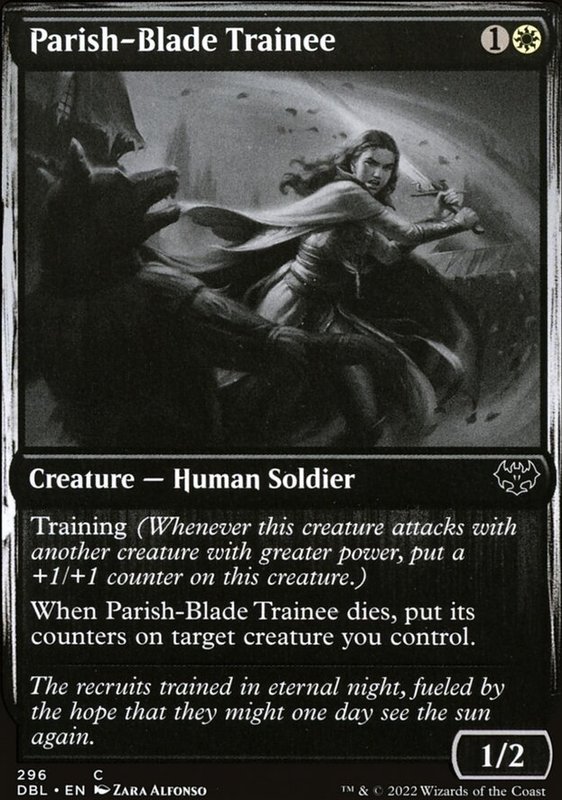 Parish-Blade Trainee 1
Creature — Human Soldier
Training (Whenever this creature attacks with
another creature with greater power, put a
+1/+1 counter on this creature.)
When Parish-Blade Trainee dies, put its
counters on target creature you control.
The recruits trained in eternal night, fueled by
the hope that they might one day see the sun
again.
1/2
296 C
DBL • EN Zara Alfonso
™ & © 2022 Wizards of the Coast